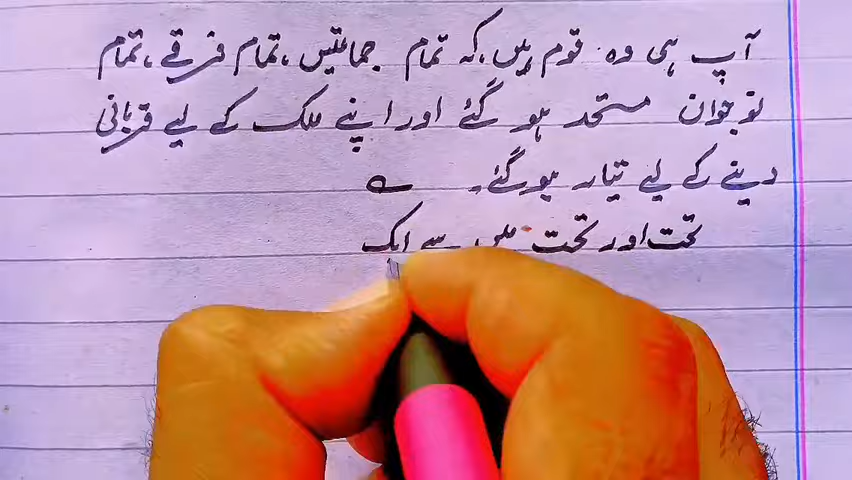 آپ ہی وہ قوم ہیں، کہ تمام جماعتیں، تمام فرقے، تمام
نوجوان متحد ہو گئے اور اپنے ملک کے لیے قربانی
دینے کے لیے تیار ہو گئے۔
تخت اور تخت میں سے ایک